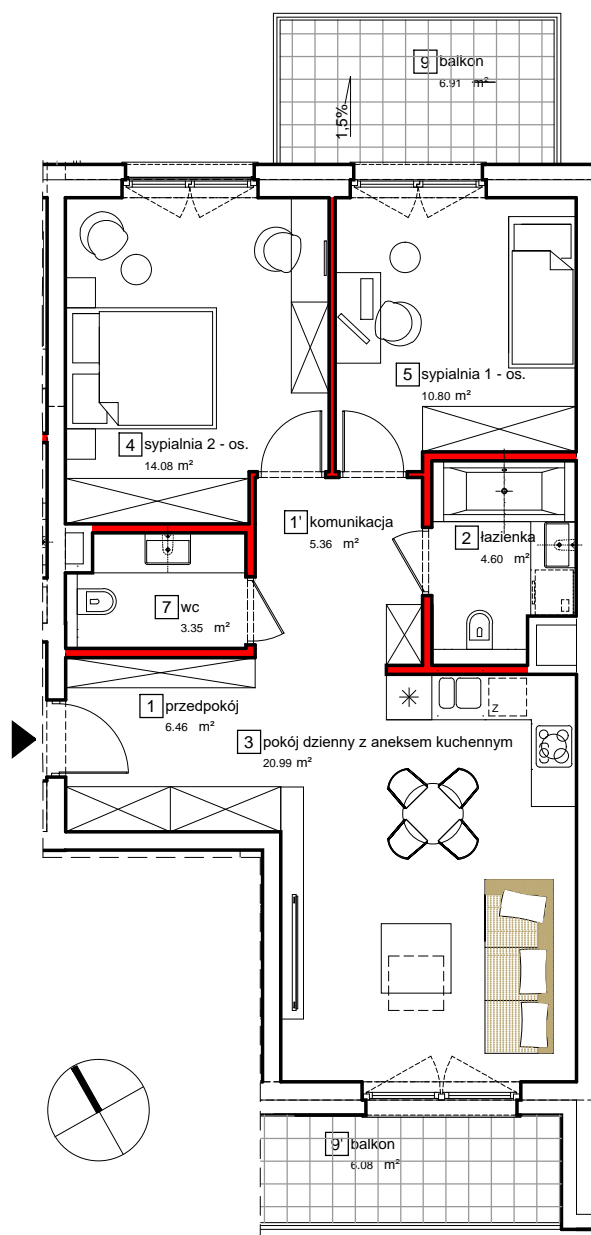 9 balkon
6.91 m²
1,5%
5 sypialnia 1 - os.
10.80 m²
4 sypialnia 2 - os.
14.08 m²
1' komunikacja
5.36 m²
2 łazienka
4.60 m²
7 wc
3.35 m²
1 przedpokój
6.46 m²
Z
3 pokój dzienny z aneksem kuchennym
20.99 m²
9' balkon
6.08 m²